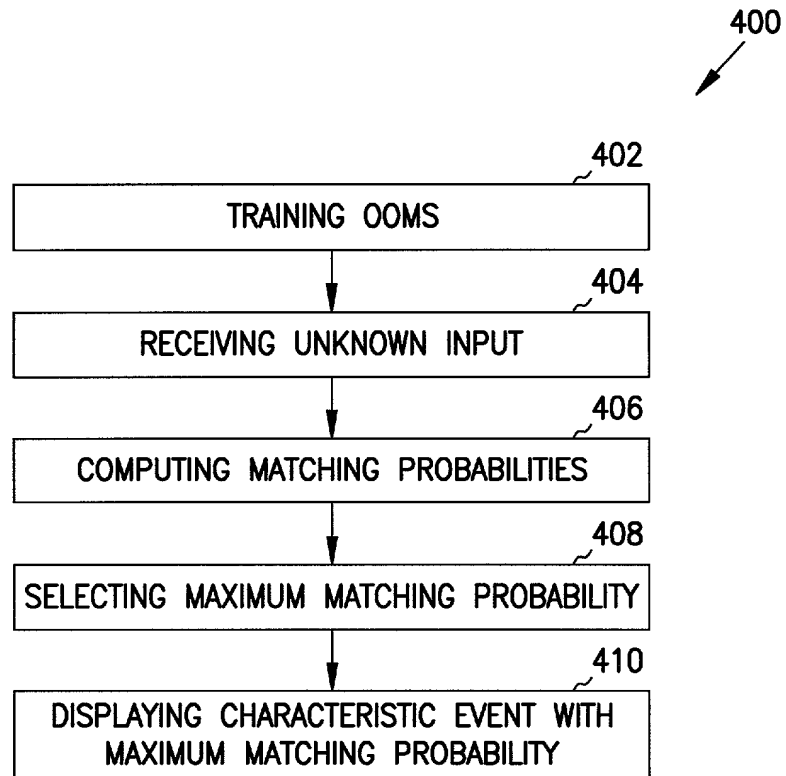 400
402
TRAINING OOMS
404
RECEIVING UNKNOWN INPUT
406
COMPUTING MATCHING PROBABILITIES
408
SELECTING MAXIMUM MATCHING PROBABILITY
410
DISPLAYING CHARACTERISTIC EVENT WITH
MAXIMUM MATCHING PROBABILITY